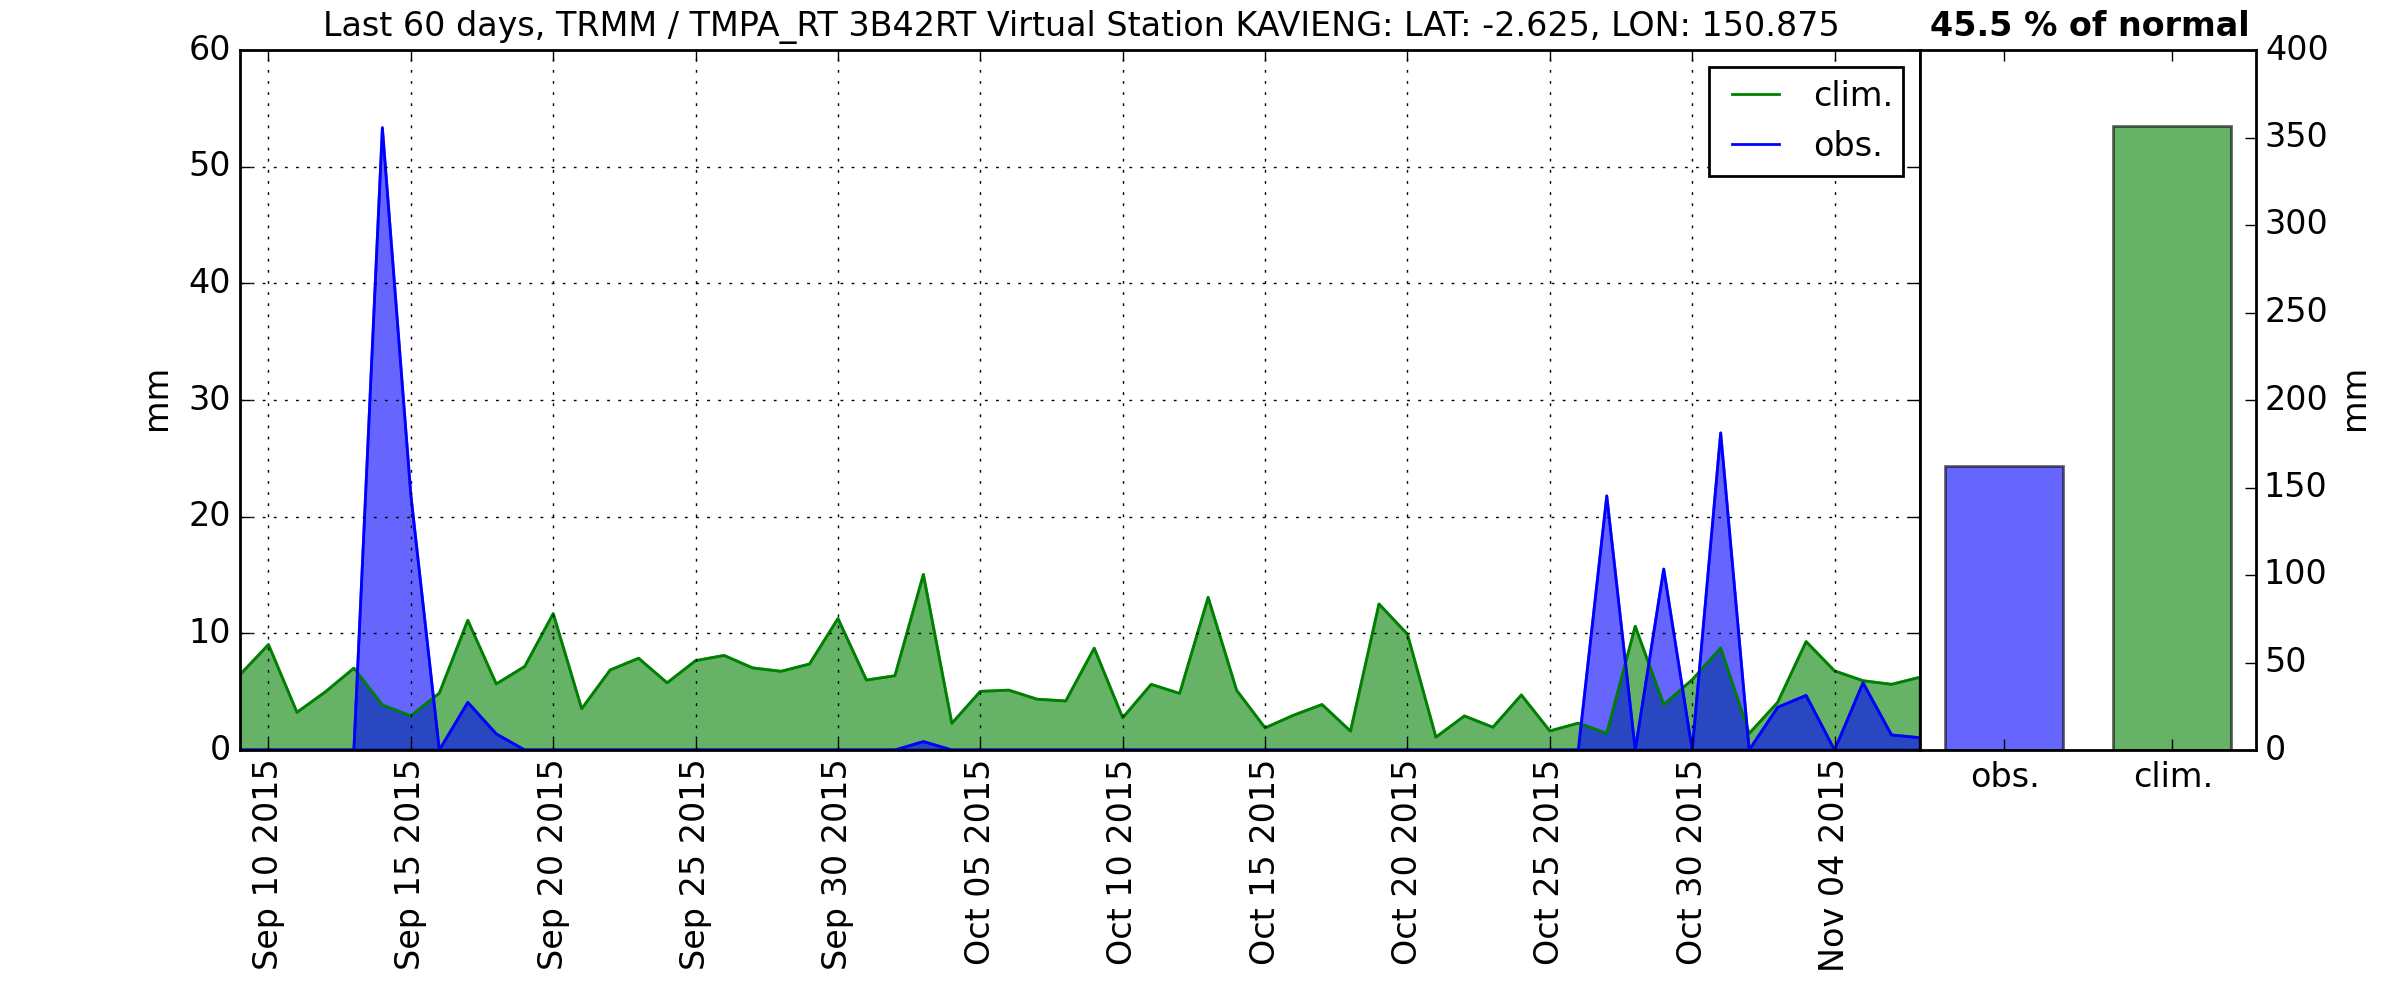 Last 60 days, TRMM / TMPA_RT 3B42RT Virtual Station KAVIENG: LAT: -2.625, LON: 150.875
45.5 % of normal
60
50
40
30
20
10
0
mm
clim.
obs.
400
350
300
250
200
150
100
50
0
mm
Sep 10 2015
Sep 15 2015
Sep 20 2015
Sep 25 2015
Sep 30 2015
Oct 05 2015
Oct 10 2015
Oct 15 2015
Oct 20 2015
Oct 25 2015
Oct 30 2015
Nov 04 2015
obs.
clim.